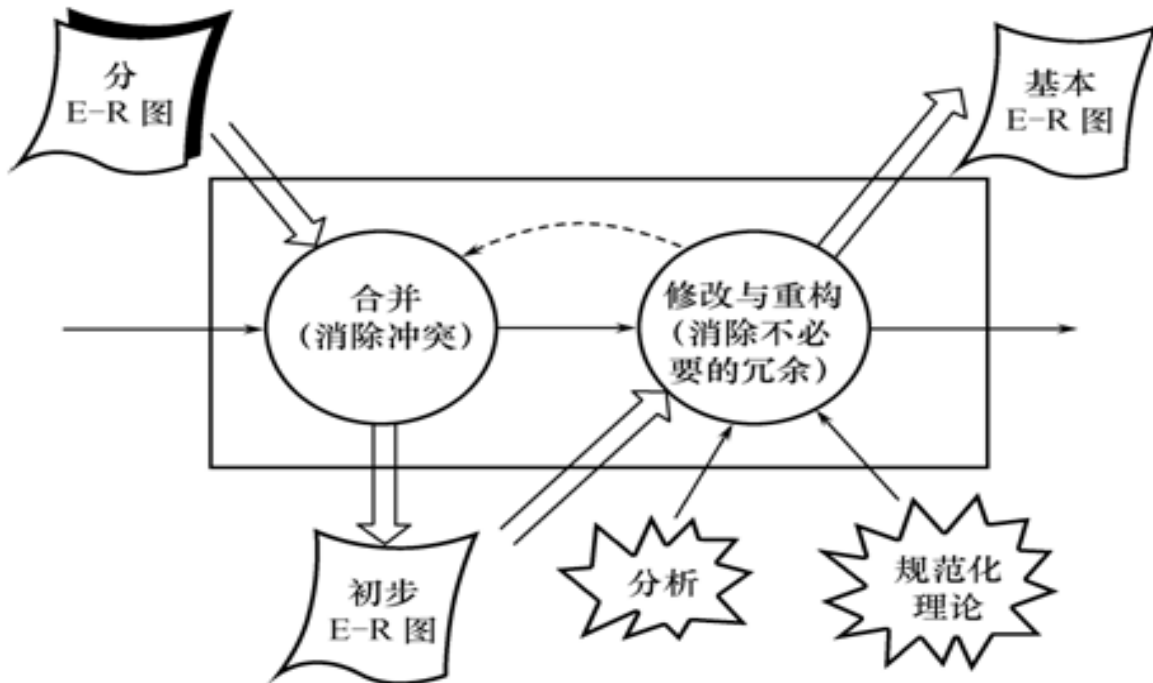 分
E-R 图
基本
E-R 图
合并
（消除冲突）
修改与重构
（消除不必
要的冗余）
初步
E-R 图
分析
规范化
理论